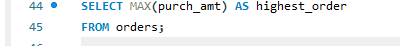 44 SELECT MAX(purch_amt) AS highest_order
45 FROM orders;